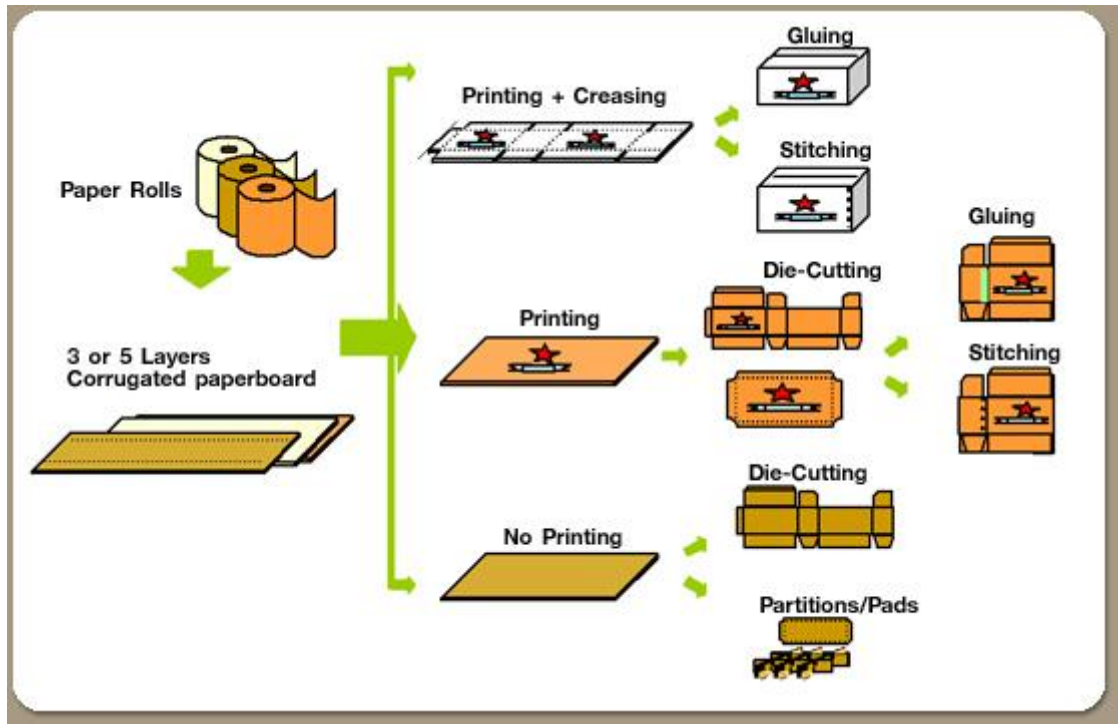 Paper Rolls
3 or 5 Layers
Corrugated paperboard
Printing + Creasing
Gluing
Stitching
Printing
Die-Cutting
Gluing
Stitching
No Printing
Die-Cutting
Partitions/Pads